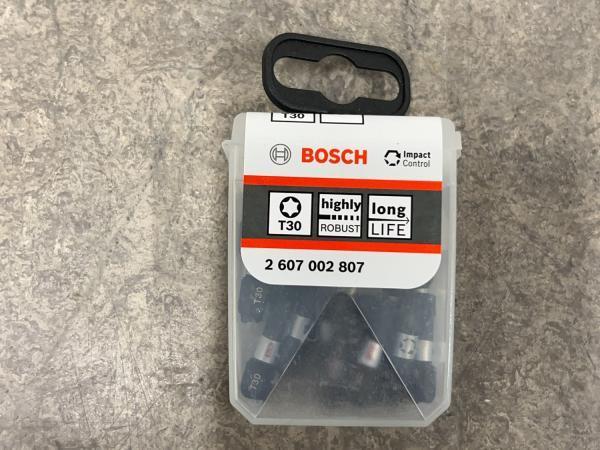 T30
BOSCH
Impact
Control
T30
highly
ROBUST
long
LIFE
2 607 002 807
T30
T30